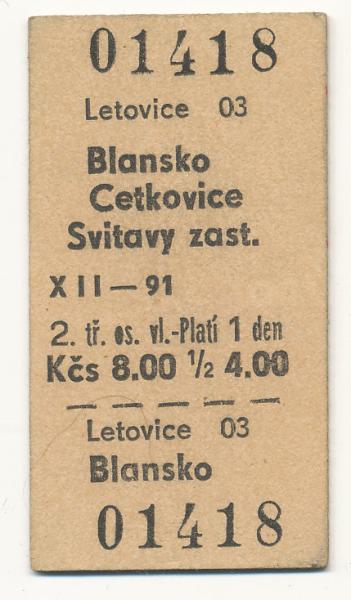 01418
Letovice 03
Blansko
Cetkovice
Svitavy zast.
XII — 91
2. tř. os. vl.-Platí 1 den
Kčs 8.00 ½ 4.00
Letovice 03
Blansko
01418